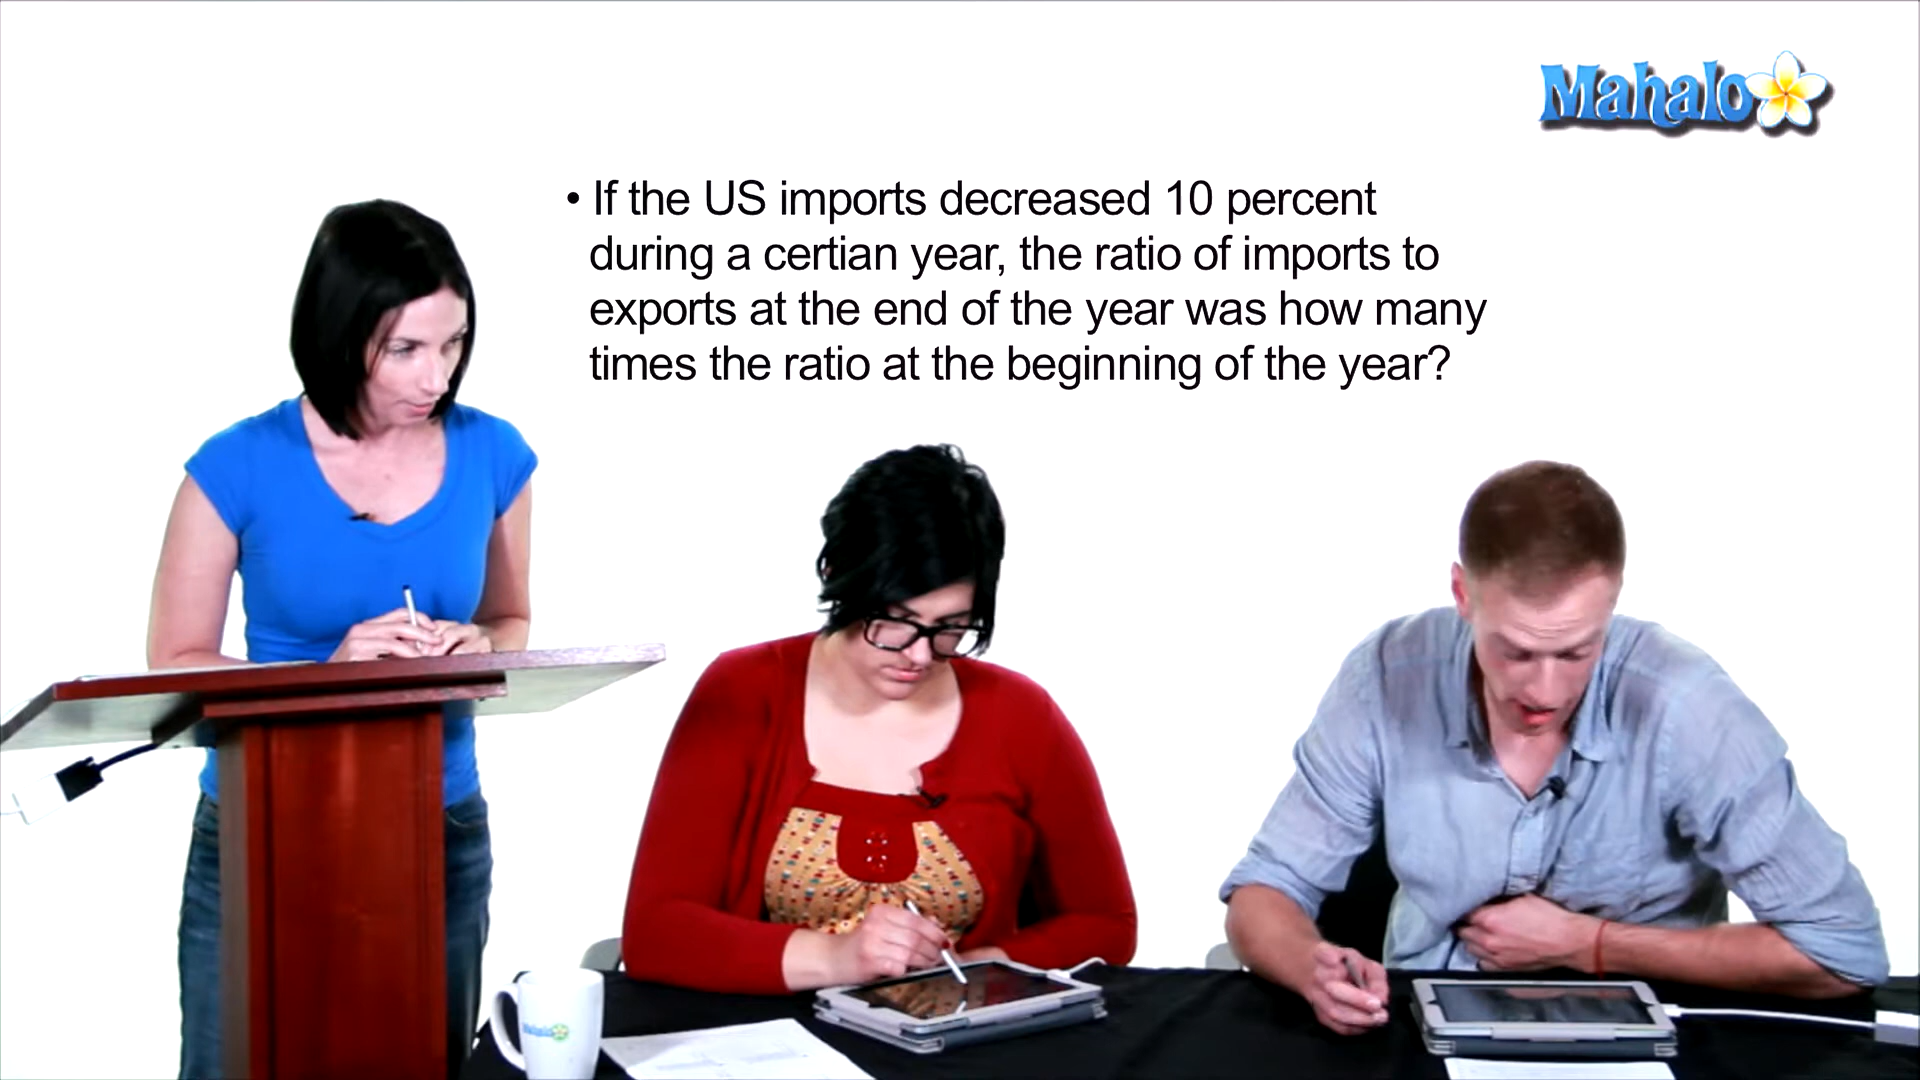 Mahalo
• If the US imports decreased 10 percent
during a certian year, the ratio of imports to
exports at the end of the year was how many
times the ratio at the beginning of the year?
Mahalo